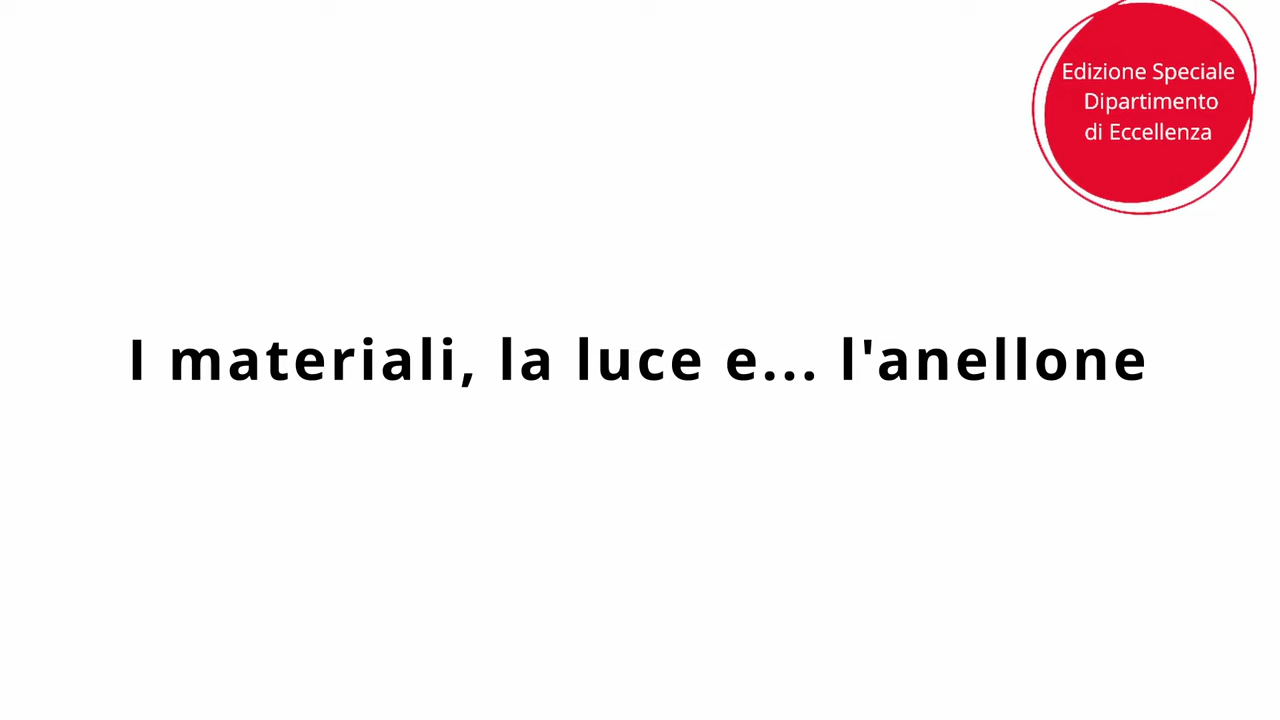 Edizione Speciale
Dipartimento
di Eccellenza
I materiali, la luce e... l'anellone